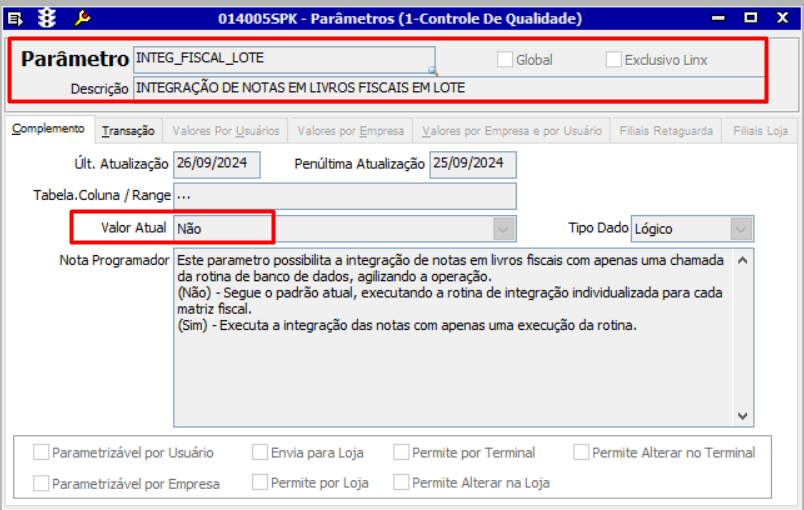 014005SPK - Parâmetros (1-Controle De Qualidade)
Parâmetro INTEG_FISCAL_LOTE Global Exclusivo Linx
Descrição INTEGRAÇÃO DE NOTAS EM LIVROS FISCAIS EM LOTE
Complemento Transação Valores Por Usuários Valores por Empresa Valores por Empresa e por Usuário Filiais Retaguarda Filiais Loja
Últ. Atualização 26/09/2024 Penúltima Atualização 25/09/2024
Tabela.Coluna / Range ...
Valor Atual Não Tipo Dado Lógico
Nota Programador Este parametro possibilita a integração de notas em livros fiscais com apenas uma chamada
da rotina de banco de dados, agilizando a operação.
(Não) - Segue o padrão atual, executando a rotina de integração individualizada para cada
matriz fiscal.
(Sim) - Executa a integração das notas com apenas uma execução da rotina.
Parametrizável por Usuário Envia para Loja Permite por Terminal Permite Alterar no Terminal
Parametrizável por Empresa Permite por Loja Permite Alterar na Loja